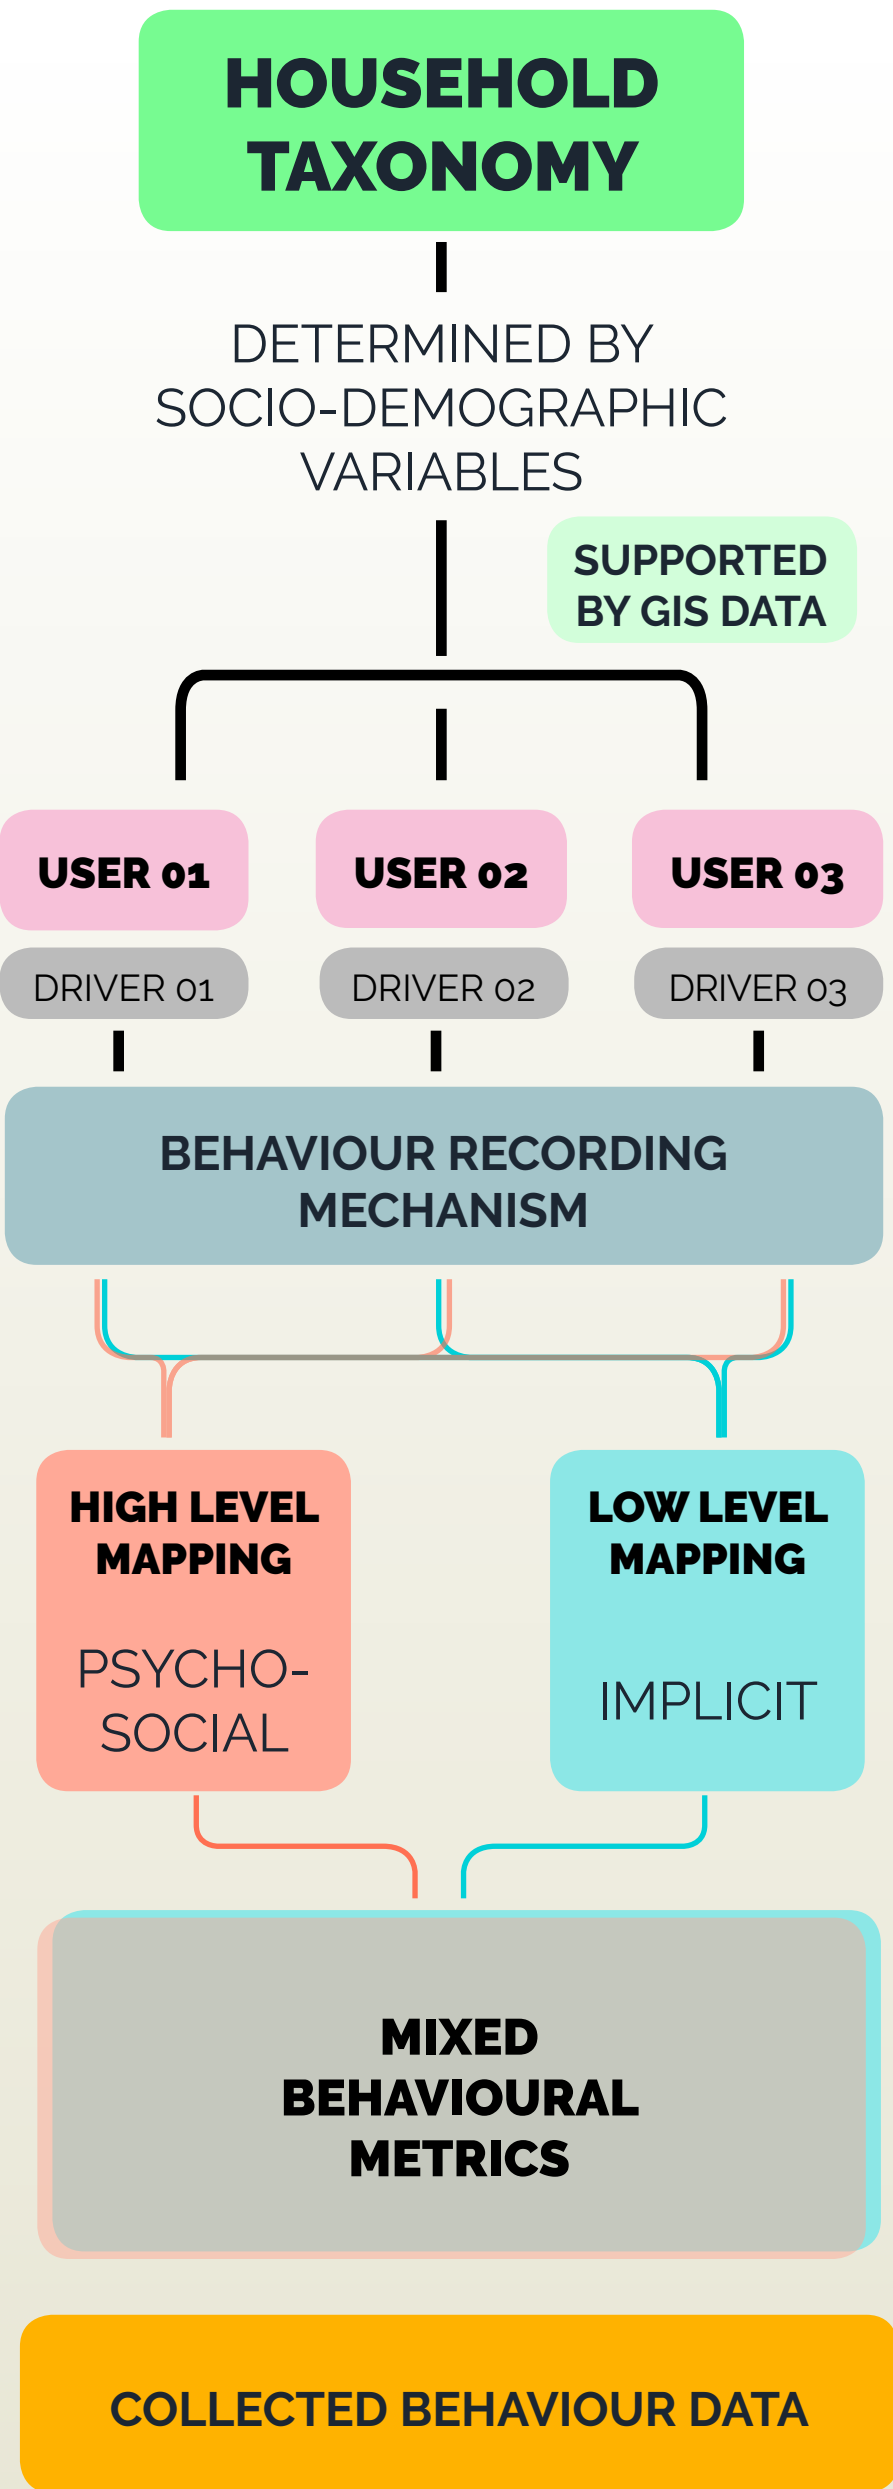 HOUSEHOLD
TAXONOMY
DETERMINED BY
SOCIO-DEMOGRAPHIC
VARIABLES
SUPPORTED
BY GIS DATA
USER 01
USER 02
USER 03
DRIVER 01
DRIVER 02
DRIVER 03
BEHAVIOUR RECORDING
MECHANISM
HIGH LEVEL
MAPPING
PSYCHO-
SOCIAL
LOW LEVEL
MAPPING
IMPLICIT
MIXED
BEHAVIOURAL
METRICS
COLLECTED BEHAVIOUR DATA